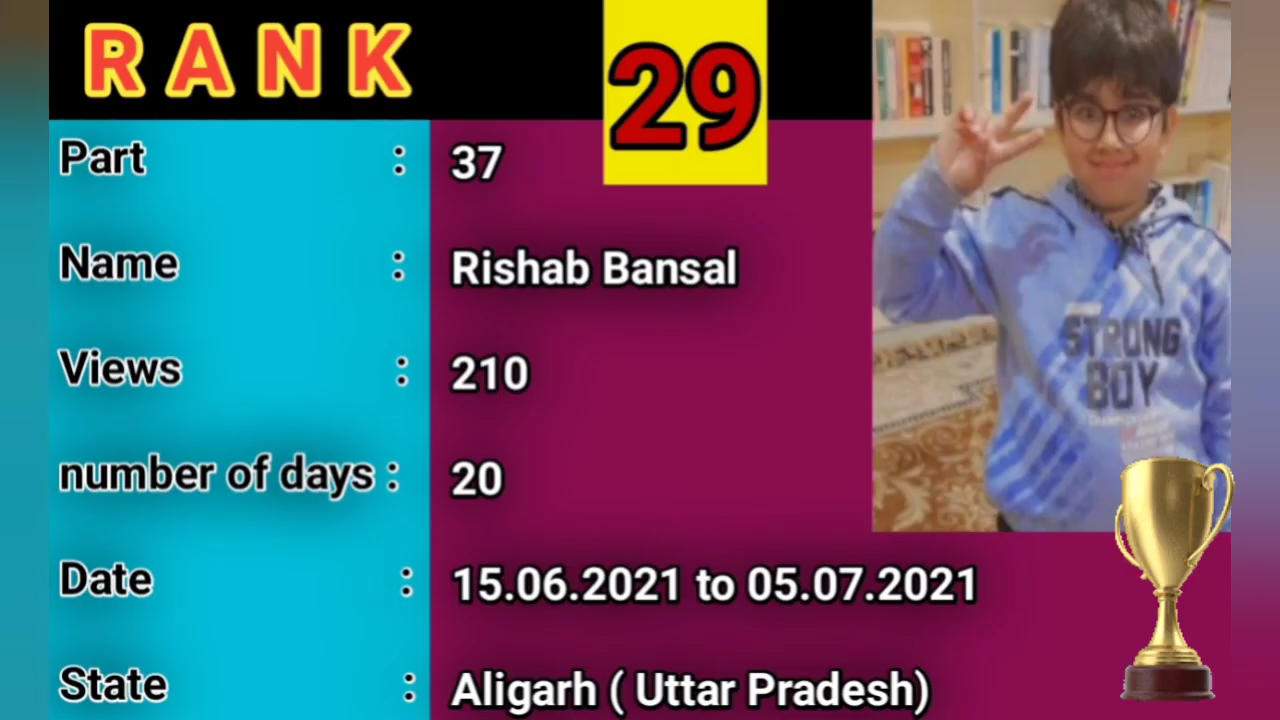 RANK
29
Part : 37
Name : Rishab Bansal
Views : 210
number of days : 20
Date : 15.06.2021 to 05.07.2021
State : Aligarh ( Uttar Pradesh)
STRONG
BOY